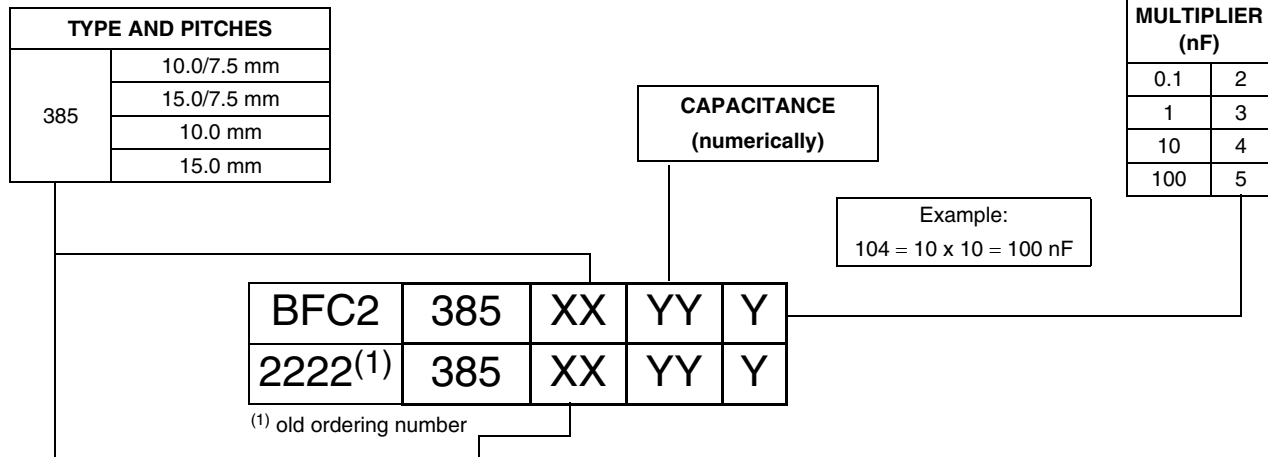 TYPE AND PITCHES
385
10.0/7.5 mm
15.0/7.5 mm
10.0 mm
15.0 mm
CAPACITANCE
(numerically)
MULTIPLIER
(nF)
0.1 2
1 3
10 4
100 5
Example:
104 = 10 x 10 = 100 nF
BFC2 385 XX YY Y
2222(1) 385 XX YY Y
(1) old ordering number